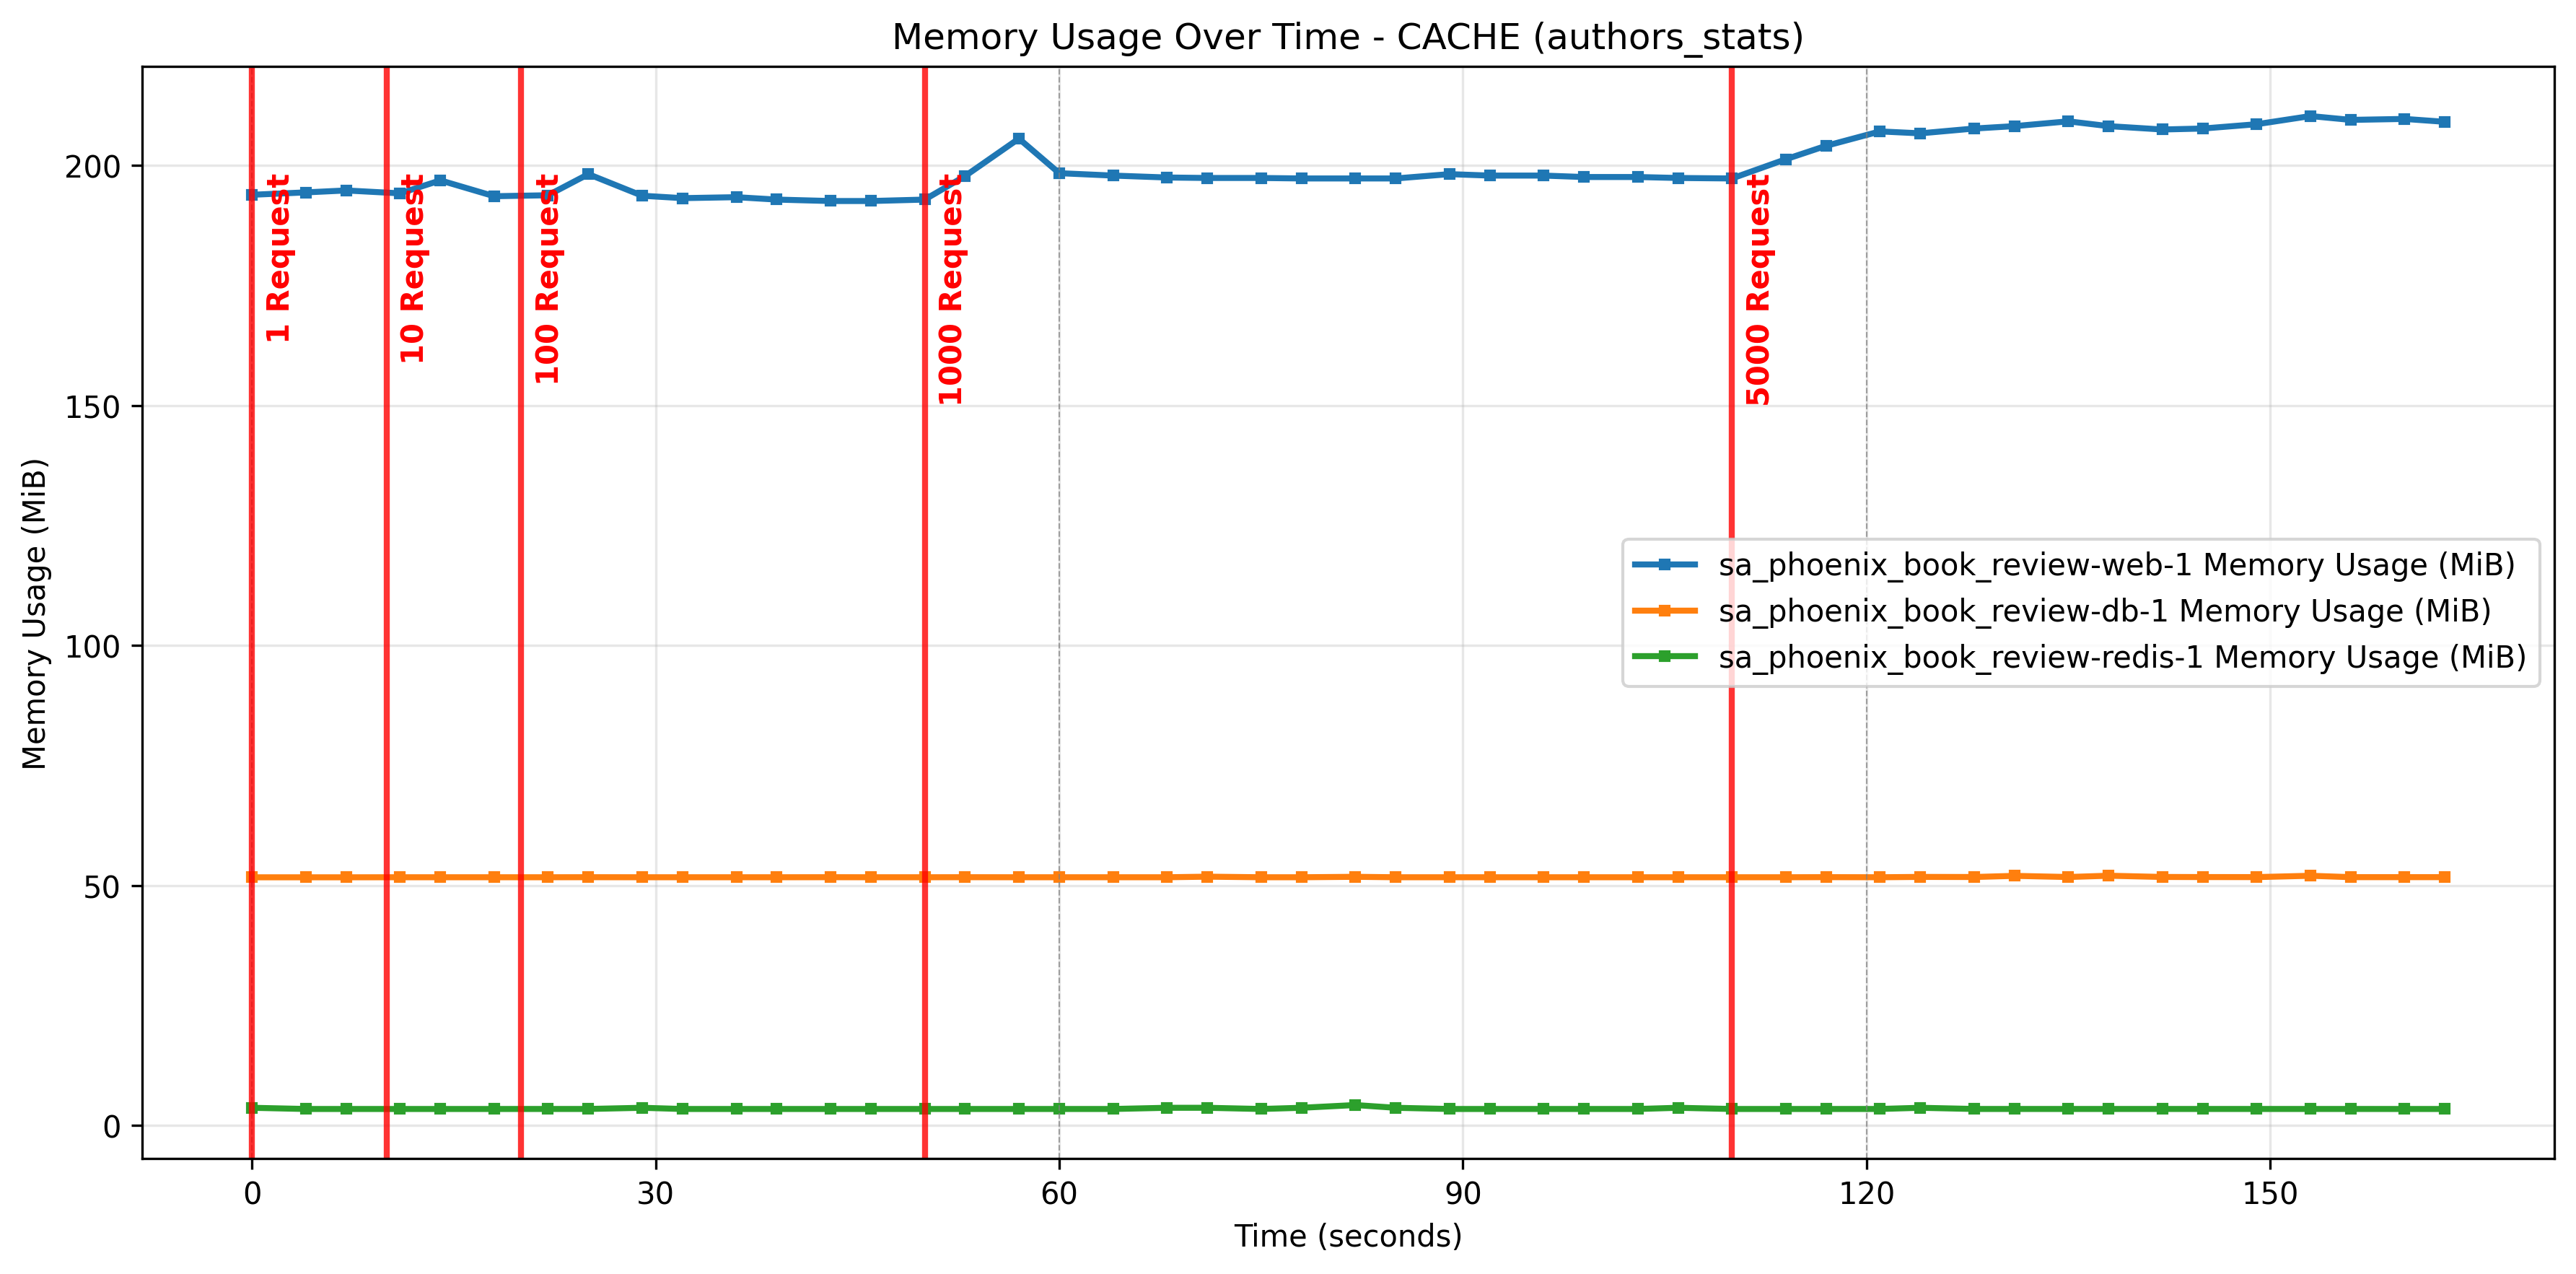 Memory Usage Over Time - CACHE (authors_stats)
Memory Usage (MiB)
200
150
100
50
0
1 Request
10 Request
100 Request
1000 Request
5000 Request
sa_phoenix_book_review-web-1 Memory Usage (MiB)
sa_phoenix_book_review-db-1 Memory Usage (MiB)
sa_phoenix_book_review-redis-1 Memory Usage (MiB)
0
30
60
90
120
150
Time (seconds)